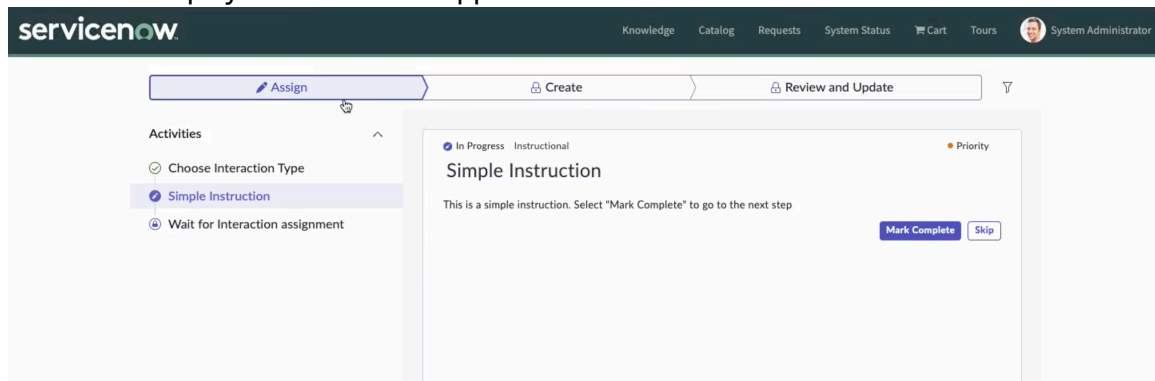 servicenow.
Knowledge Catalog Requests System Status Cart Tours System Administrator
Assign Create Review and Update
Activities
Choose Interaction Type
Simple Instruction
Wait for Interaction assignment
In Progress Instructional Priority
Simple Instruction
This is a simple instruction. Select "Mark Complete" to go to the next step
Mark Complete Skip